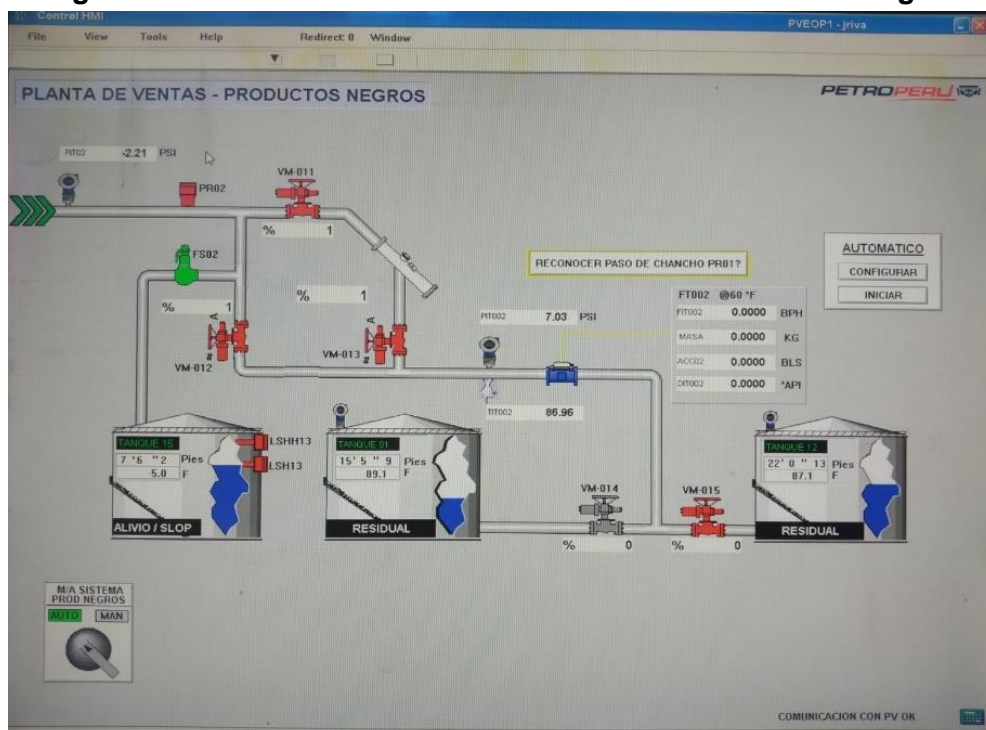 Control HMI
PVEOP1 - jriva
File View Tools Help Redirect: 0 Window
PLANTA DE VENTAS - PRODUCTOS NEGROS
PETROPERU
-2.21 PSI
VM-011
PR02
% 1
FS02
RECONOCER PASO DE CHANCHO PR01?
AUTOMATICO
CONFIGURAR
INICIAR
% 1
% 1
FT002 @60 °F
FIT002 0.0000 BPH
MASA 0.0000 KG
ACC02 0.0000 BLS
DIT002 0.0000 °API
PIT002 7.03 PSI
A
A
VM-012
VM-013
TIT002 86.96
TANQUE 15
7 '6 "2 Pies
-5.0 F
LSHH13
LSH13
ALIVIO / SLOP
TANQUE 01
15' 5 " 9 Pies
89.1 F
RESIDUAL
TANQUE 12
22' 0 " 13 Pies
87.1 F
RESIDUAL
VM-014
VM-015
% 0
% 0
M/A SISTEMA
PROD NEGROS
AUTO MAN
COMUNICACION CON PV OK